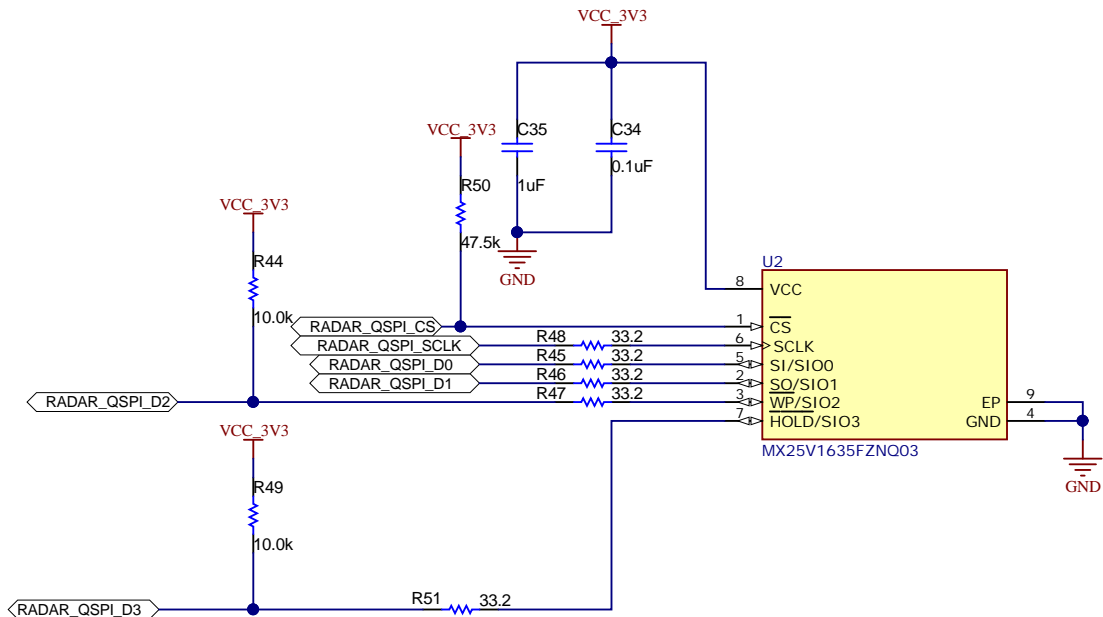 VCC_3V3
C35
C34
1uF
0.1uF
VCC_3V3
R50
47.5k
GND
VCC_3V3
R44
10.0k
U2
8
VCC
RADAR_QSPI_CS
1
CS
RADAR_QSPI_SCLK
R48
33.2
6
SCLK
RADAR_QSPI_D0
R45
33.2
5
SI/SIO0
RADAR_QSPI_D1
R46
33.2
2
SO/SIO1
RADAR_QSPI_D2
R47
33.2
3
WP/SIO2
7
HOLD/SIO3
EP
9
GND
4
MX25V1635FZNQ03
GND
VCC_3V3
R49
10.0k
RADAR_QSPI_D3
R51
33.2